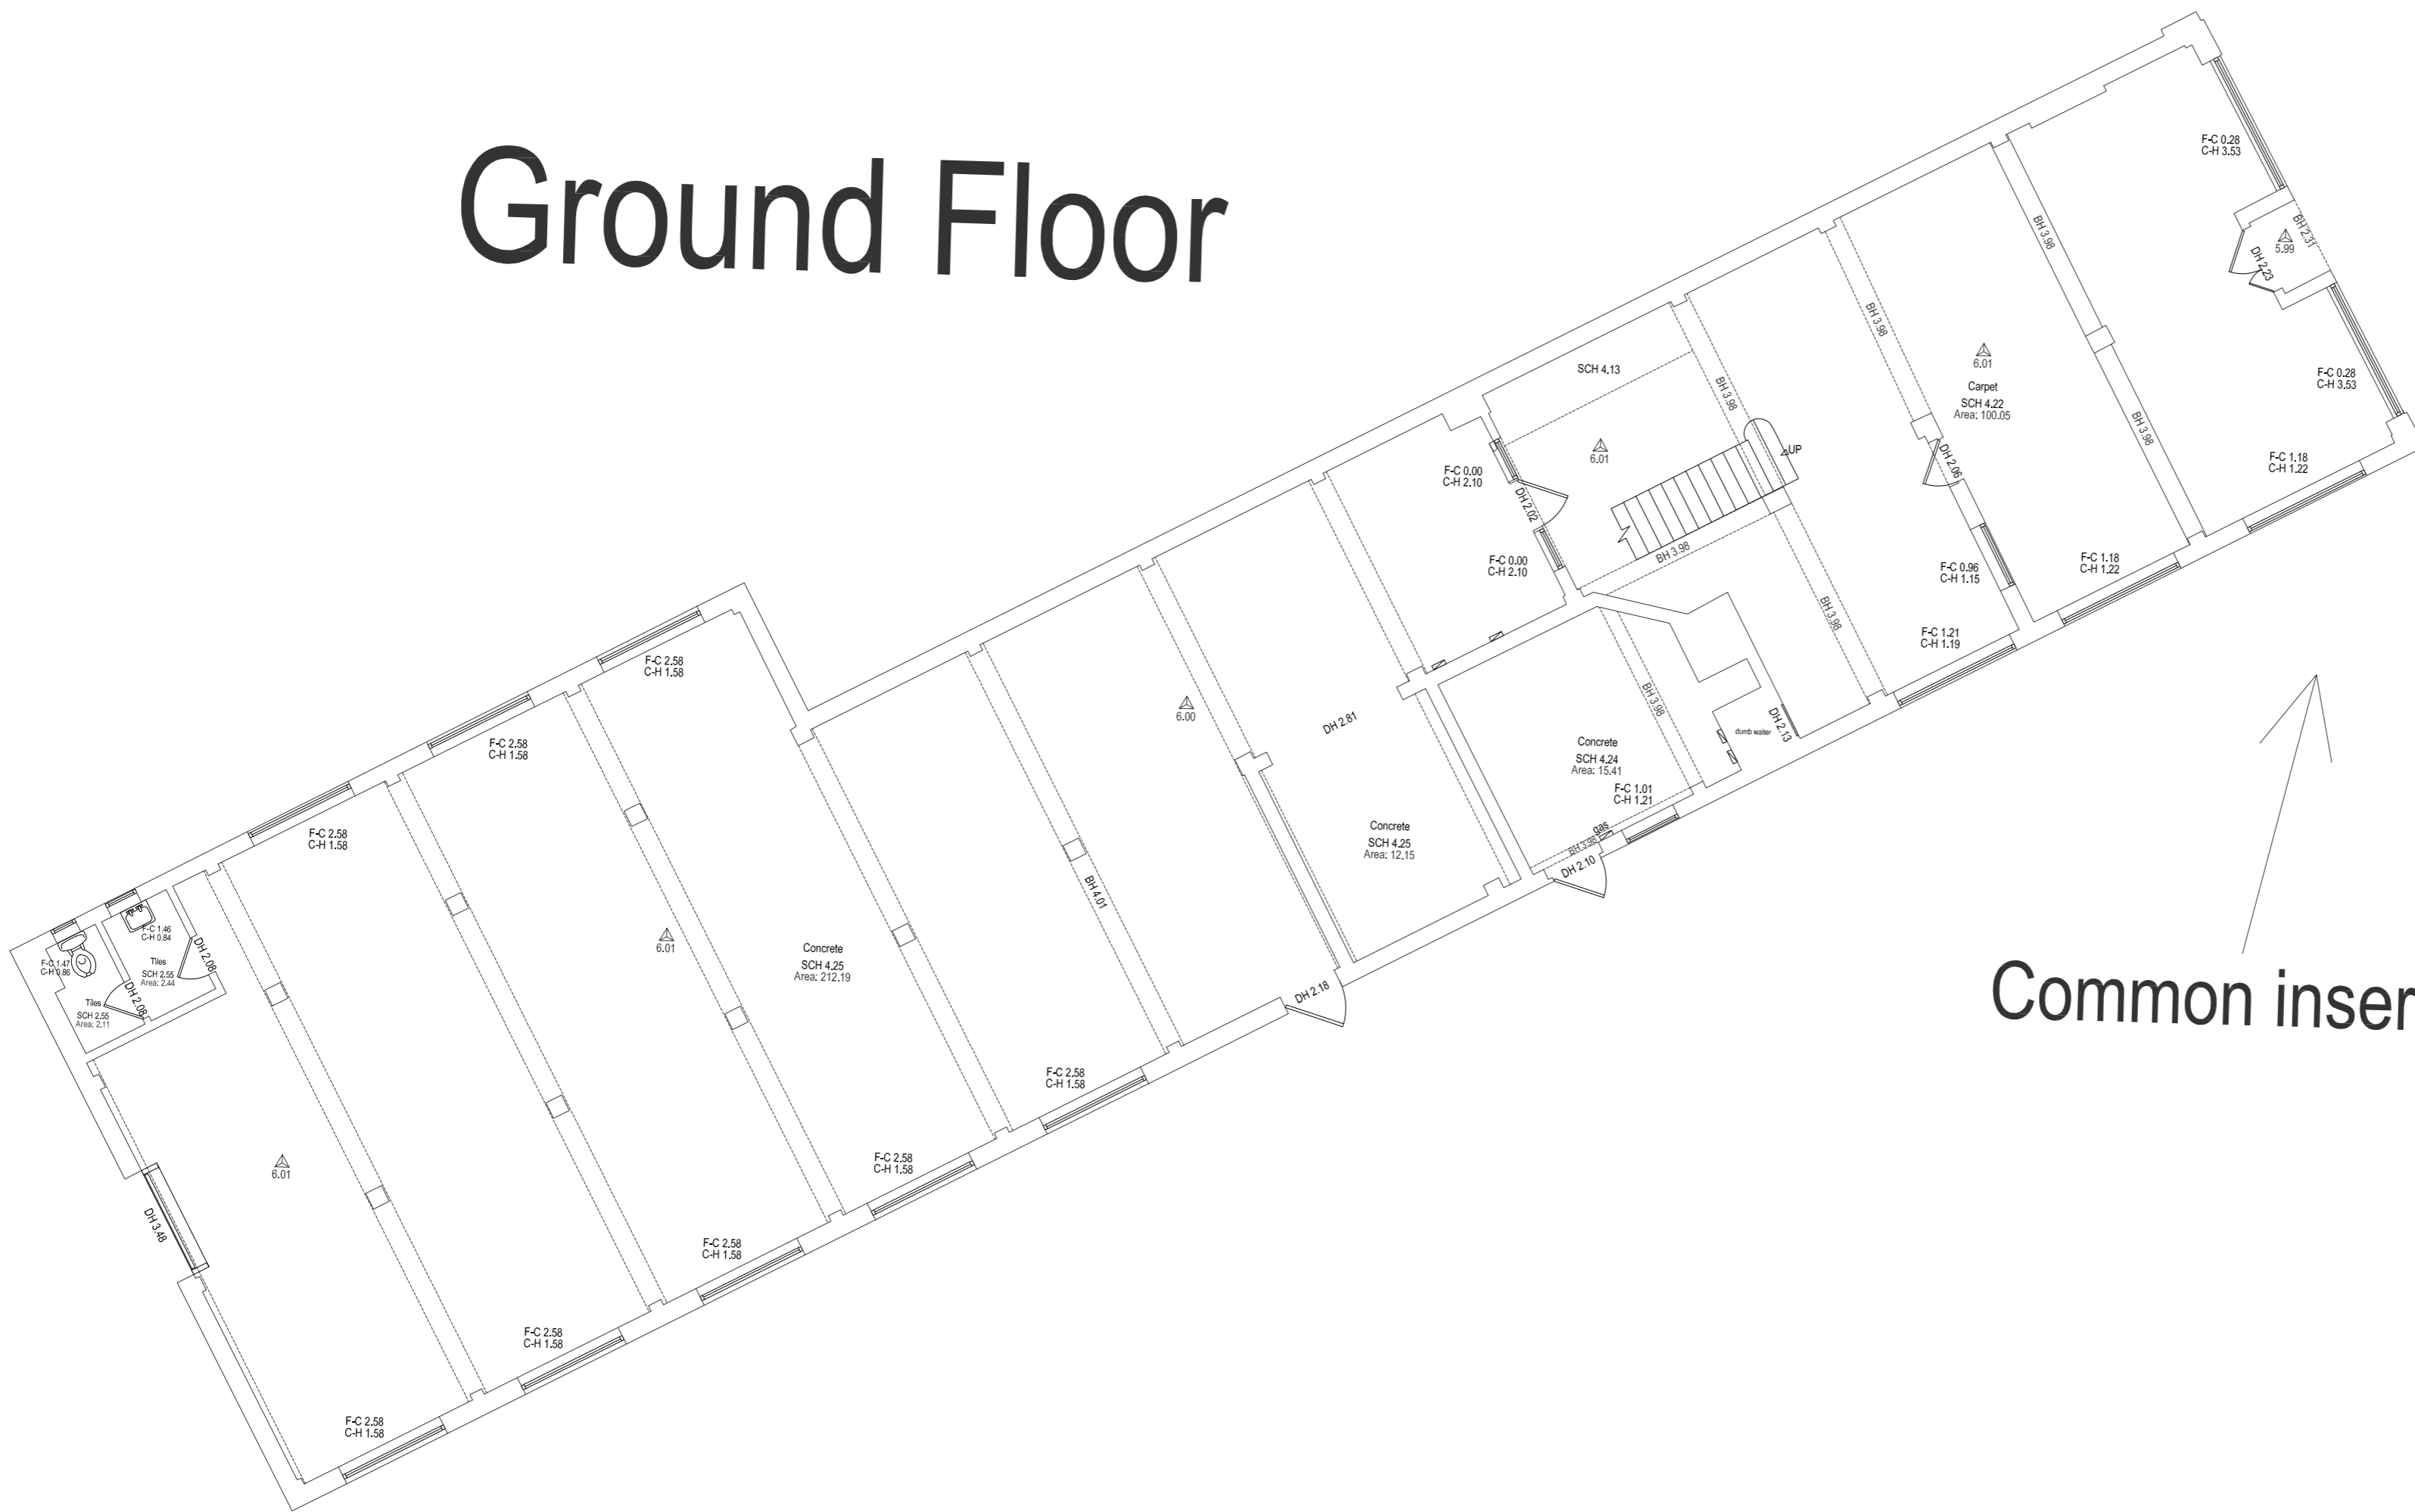 Ground Floor
F-C 0.28
C-H 3.53
BH 2.31
5.99
DH 2.23
BH 3.98
BH 3.98
6.01
Carpet
SCH 4.22
Area: 100.05
SCH 4.13
BH 3.98
F-C 0.28
C-H 3.53
BH 3.98
6.01
UP
DH 2.06
F-C 1.18
C-H 1.22
F-C 0.00
C-H 2.10
DH 2.02
F-C 0.00
C-H 2.10
BH 3.98
F-C 0.96
C-H 1.15
F-C 1.18
C-H 1.22
BH 3.98
F-C 1.21
C-H 1.19
F-C 2.58
C-H 1.58
BH 3.98
6.00
DH 2.81
DH 2.13
dumb waiter
F-C 2.58
C-H 1.58
Concrete
SCH 4.24
Area: 15.41
F-C 1.01
C-H 1.21
F-C 2.58
C-H 1.58
Concrete
SCH 4.25
Area: 12.15
gas
BH 3.98
DH 2.10
BH 4.01
F-C 1.46
C-H 0.84
6.01
Concrete
SCH 4.25
Area: 212.19
DH 2.08
F-C 1.47
C-H 0.86
Tiles
SCH 2.55
Area: 2.44
DH 2.08
Tiles
SCH 2.55
Area: 2.11
DH 2.18
Common inser
F-C 2.58
C-H 1.58
6.01
F-C 2.58
C-H 1.58
DH 3.48
F-C 2.58
C-H 1.58
F-C 2.58
C-H 1.58
F-C 2.58
C-H 1.58